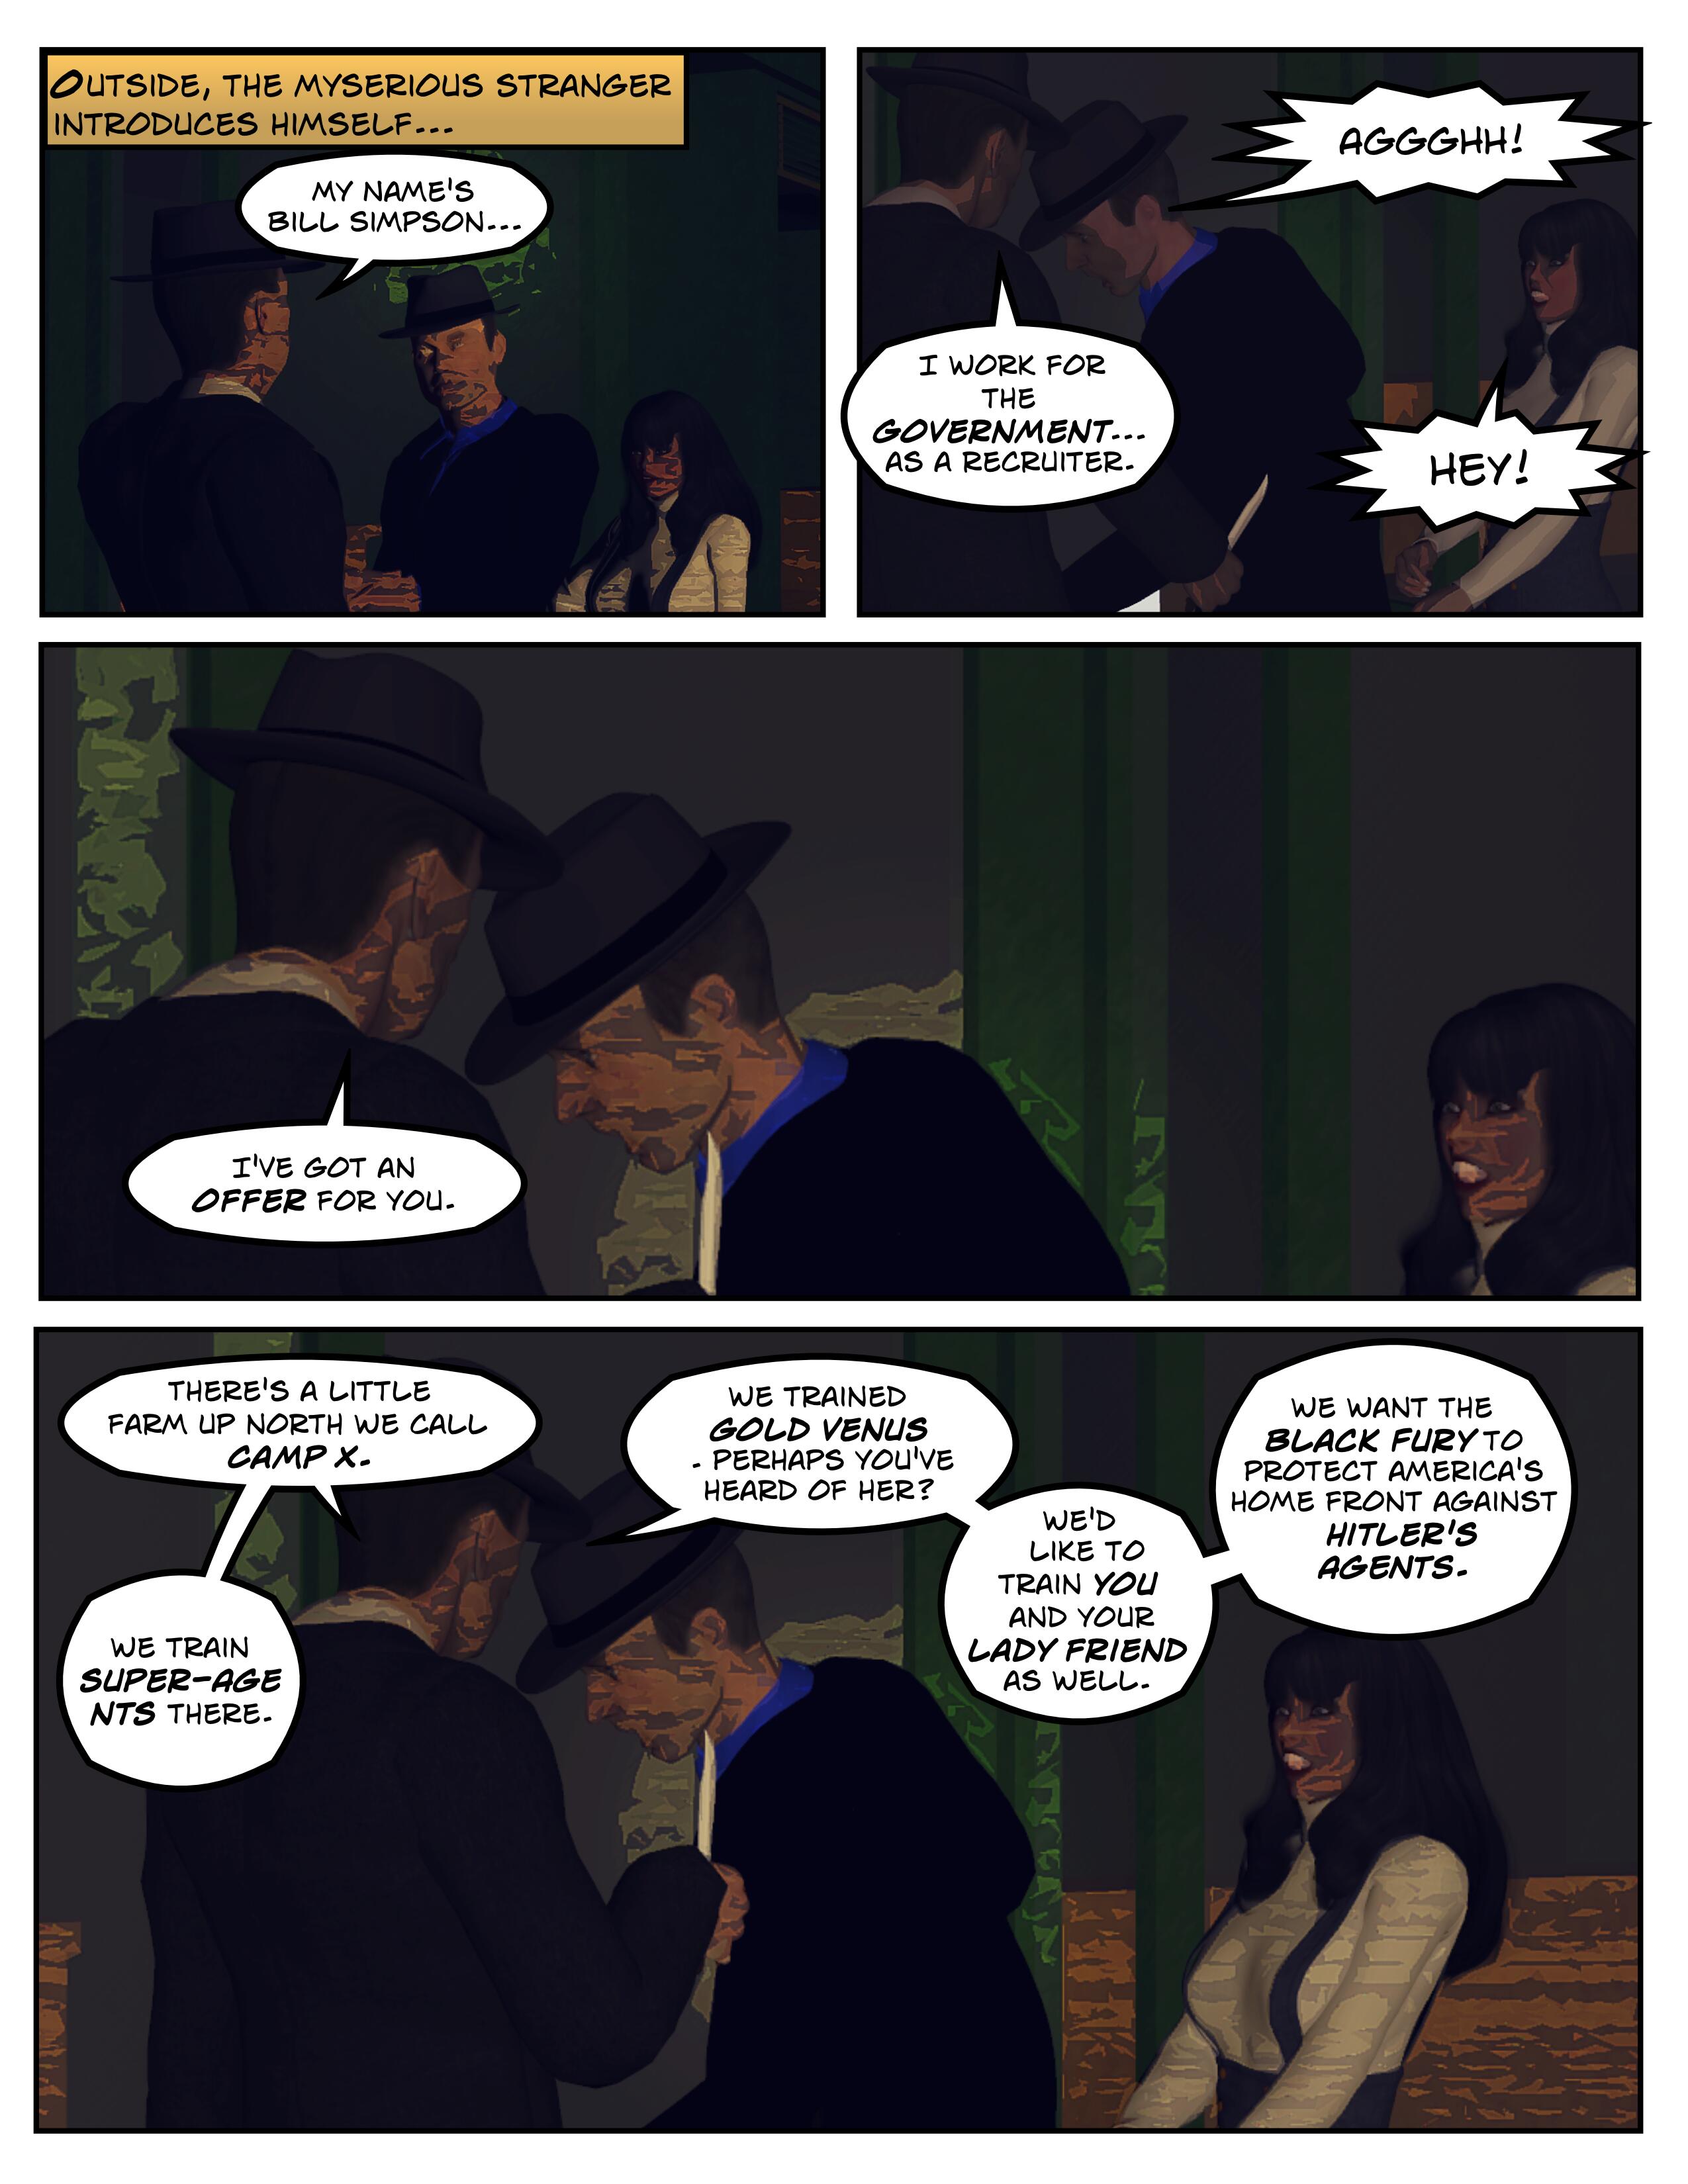 OUTSIDE, THE MYSERIOUS STRANGER
INTRODUCES HIMSELF...
MY NAME'S
BILL SIMPSON...
AGGGHH!
I WORK FOR
THE
GOVERNMENT...
AS A RECRUITER.
HEY!
I'VE GOT AN
OFFER FOR YOU.
THERE'S A LITTLE
FARM UP NORTH WE CALL
CAMP X.
WE TRAIN
SUPER-AGE
NTS THERE.
WE TRAINED
GOLD VENUS
- PERHAPS YOU'VE
HEARD OF HER?
WE'D
LIKE TO
TRAIN YOU
AND YOUR
LADY FRIEND
AS WELL.
WE WANT THE
BLACK FURY TO
PROTECT AMERICA'S
HOME FRONT AGAINST
HITLER'S
AGENTS.